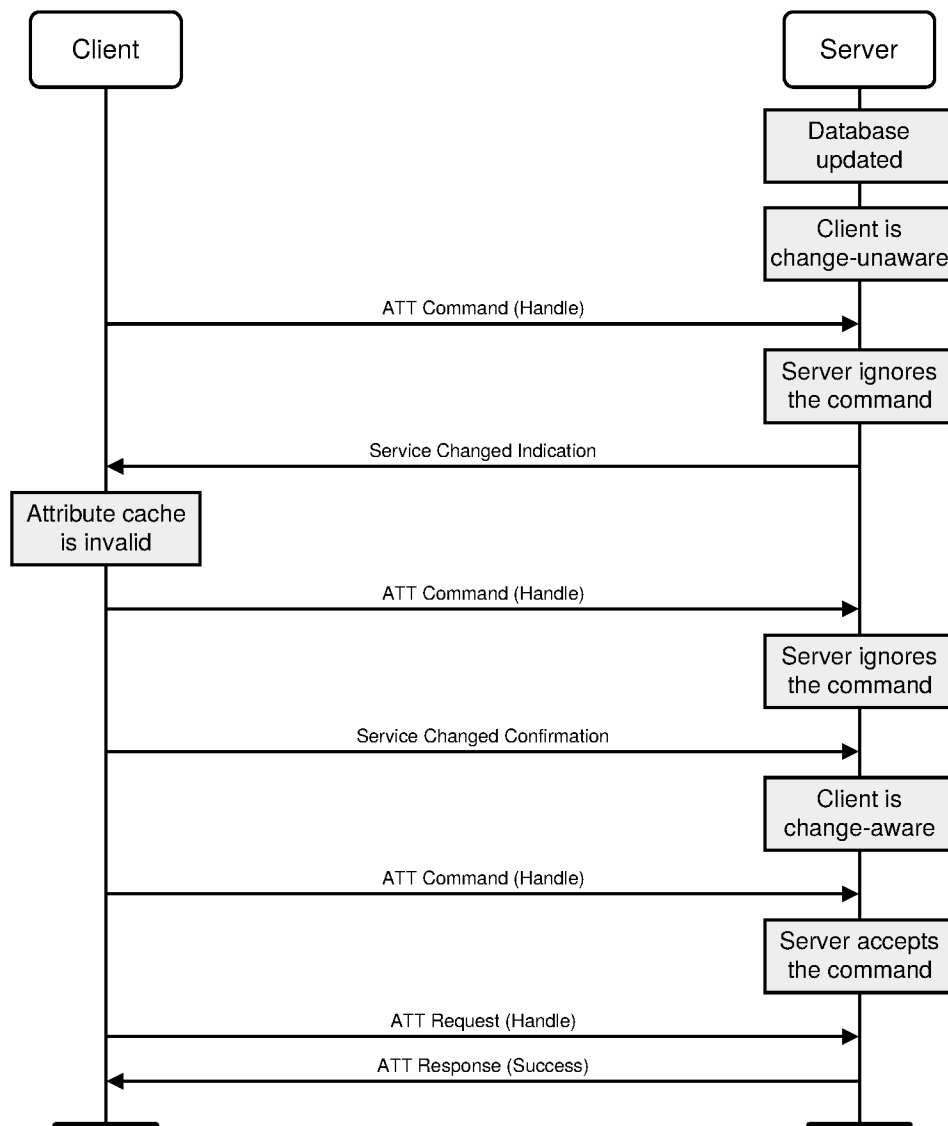 Client
Server
Database
updated
Client is
change-unaware
ATT Command (Handle)
Server ignores
the command
Service Changed Indication
Attribute cache
is invalid
ATT Command (Handle)
Server ignores
the command
Service Changed Confirmation
Client is
change-aware
ATT Command (Handle)
Server accepts
the command
ATT Request (Handle)
ATT Response (Success)